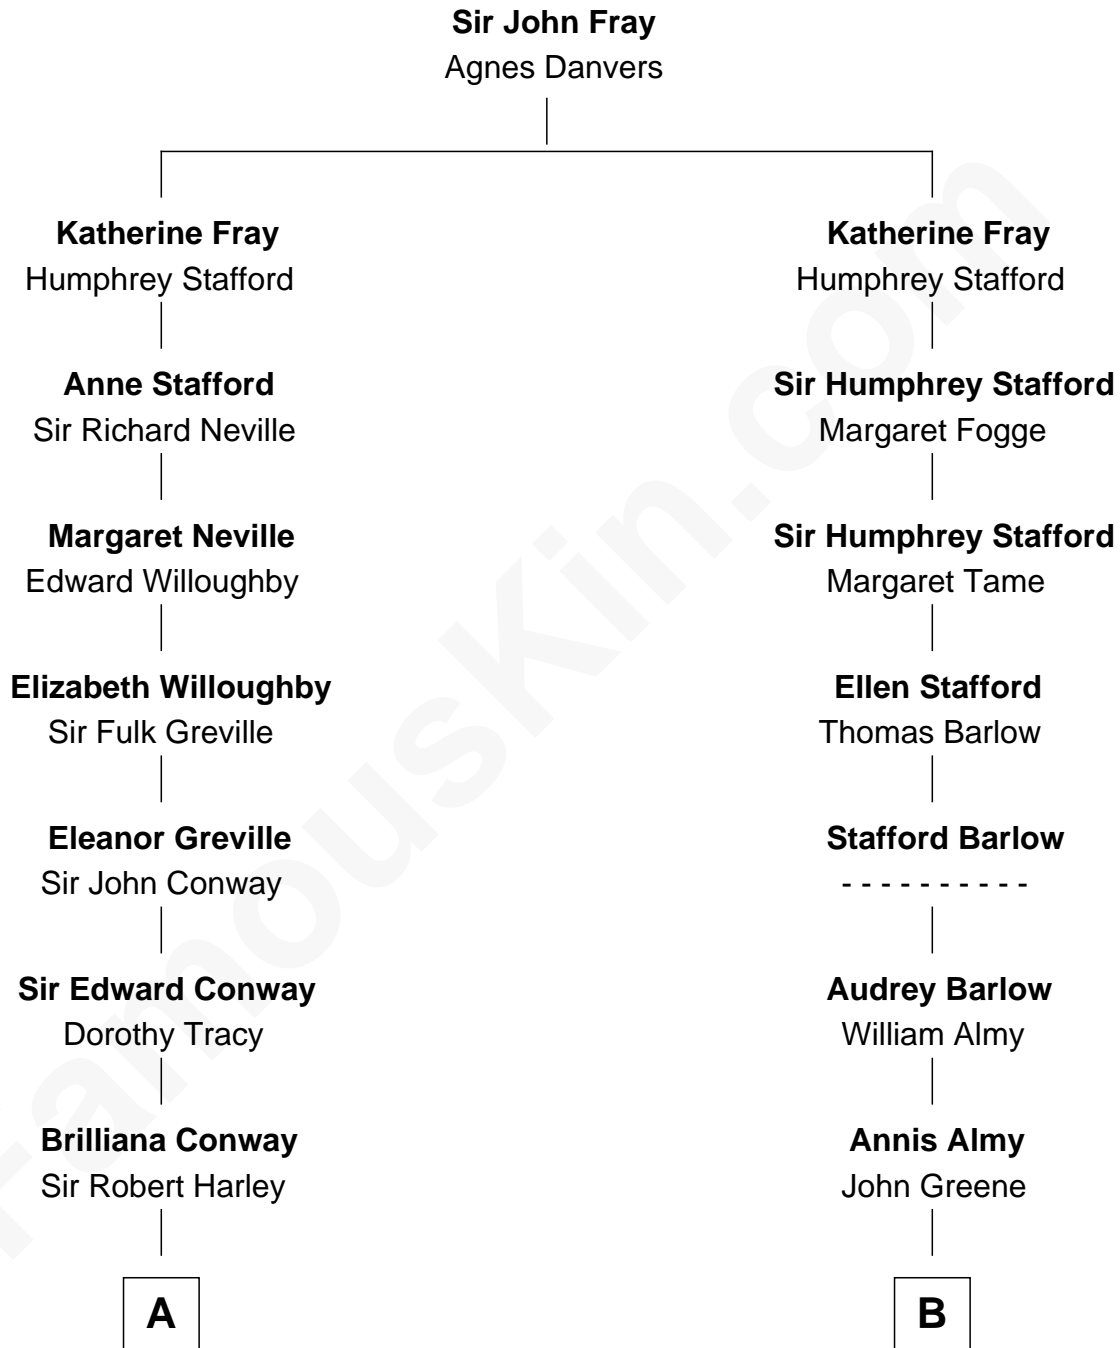 Sir John Fray
Agnes Danvers
Katherine Fray
Humphrey Stafford
Katherine Fray
Humphrey Stafford
Anne Stafford
Sir Richard Neville
Sir Humphrey Stafford
Margaret Fogge
Margaret Neville
Edward Willoughby
Sir Humphrey Stafford
Margaret Tame
Elizabeth Willoughby
Sir Fulk Greville
Ellen Stafford
Thomas Barlow
Eleanor Greville
Sir John Conway
Stafford Barlow
- - - - - - - - - -
Sir Edward Conway
Dorothy Tracy
Audrey Barlow
William Almy
Brilliana Conway
Sir Robert Harley
Annis Almy
John Greene
A
B
FamousKin.com